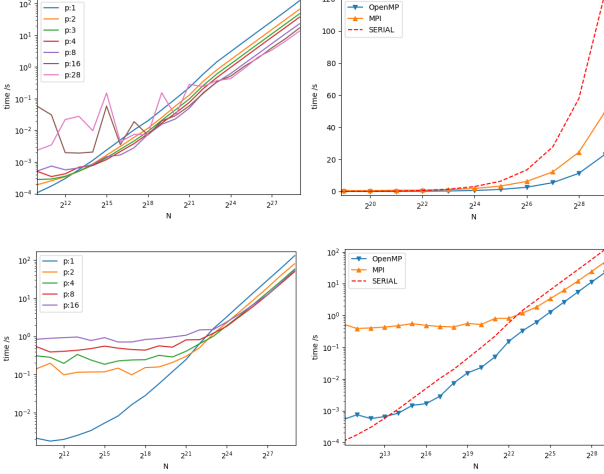 10²
p:1
p:2
p:3
p:4
p:8
p:16
p:28
10¹
10⁰
10⁻¹
10⁻²
10⁻³
10⁻⁴
time /s
2¹² 2¹⁵ 2¹⁸ 2²¹ 2²⁴ 2²⁷
N
OpenMP
MPI
SERIAL
120
100
80
60
40
20
0
time /s
2²⁰ 2²² 2²⁴ 2²⁶ 2²⁸
N
p:1
p:2
p:4
p:8
p:16
10²
10¹
10⁰
10⁻¹
10⁻²
time /s
2¹² 2¹⁵ 2¹⁸ 2²¹ 2²⁴ 2²⁷
N
OpenMP
MPI
SERIAL
10²
10¹
10⁰
10⁻¹
10⁻²
10⁻³
10⁻⁴
time /s
2¹³ 2¹⁶ 2¹⁹ 2²² 2²⁵ 2²⁸
N